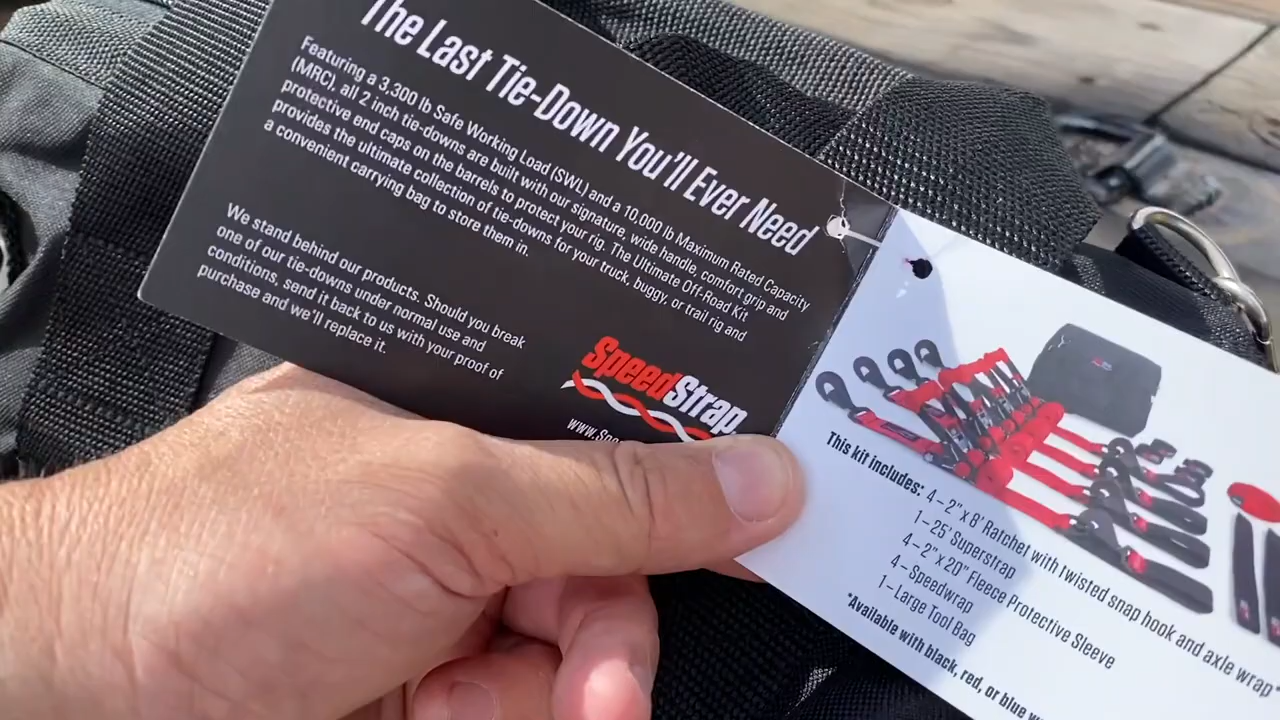 The Last Tie-Down You'll Ever Need
Featuring a 3,300 lb Safe Working Load (SWL) and a 10,000 lb Maximum Rated Capacity
(MRC), all 2 inch tie-downs are built with our signature, wide handle, comfort grip and
protective end caps on the barrels to protect your rig. The Ultimate Off-Road Kit
provides the ultimate collection of tie-downs for your truck, buggy, or trail rig and
a convenient carrying bag to store them in.
We stand behind our products. Should you break
one of our tie-downs under normal use and
conditions, send it back to us with your proof of
purchase and we'll replace it.
SpeedStrap
This kit includes: 4 – 2" x 8' Ratchet with twisted snap hook and axle wrap*
1 – 25' Superstrap
4 – 2" x 20" Fleece Protective Sleeve
4 – Speedwrap
1 – Large Tool Bag
*Available with black, red, or blue